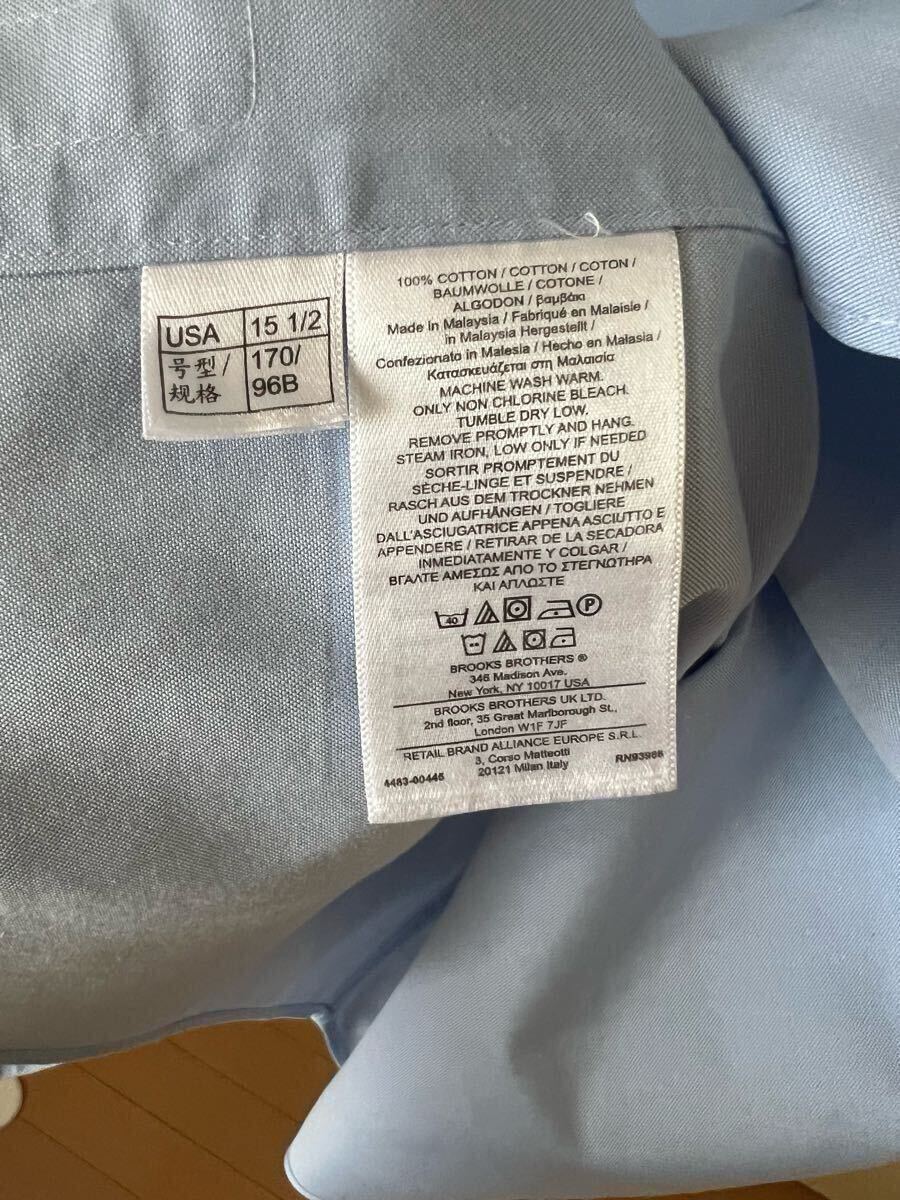 USA 15 1/2
号型/ 170/
规格 96B
100% COTTON / COTTON / COTON /
BAUMWOLLE / COTONE /
ALGODON / βαμβάκι
Made in Malaysia / Fabriqué en Malaisie /
in Malaysia Hergestellt /
Confezionato in Malesia / Hecho en Malasia /
Κατασκευάζεται στη Μαλαισία
MACHINE WASH WARM.
ONLY NON CHLORINE BLEACH.
TUMBLE DRY LOW.
REMOVE PROMPTLY AND HANG.
STEAM IRON, LOW ONLY IF NEEDED
SORTIR PROMPTEMENT DU
SÈCHE-LINGE ET SUSPENDRE /
RASCH AUS DEM TROCKNER NEHMEN
UND AUFHÄNGEN / TOGLIERE
DALL'ASCIUGATRICE APPENA ASCIUTTO E
APPENDERE / RETIRAR DE LA SECADORA
INMEDIATAMENTE Y COLGAR /
ΒΓΑΛΤΕ ΑΜΕΣΩΣ ΑΠΟ ΤΟ ΣΤΕΓΝΩΤΗΡΑ
ΚΑΙ ΑΠΛΩΣΤΕ
40 P
BROOKS BROTHERS ®
346 Madison Ave.
New York, NY 10017 USA
BROOKS BROTHERS UK LTD.
2nd floor, 35 Great Marlborough St.,
London W1F 7JF
RETAIL BRAND ALLIANCE EUROPE S.R.L.
3, Corso Matteotti
20121 Milan Italy
4483-00445 RN93986